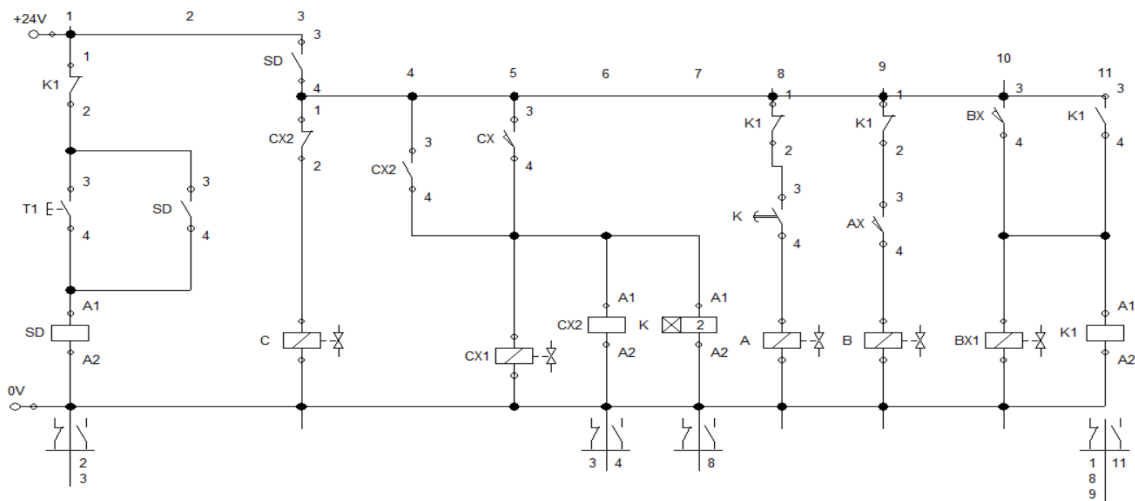 1 2 3
+24V
3
1
SD
K1
4 5 6 7 8 9 10 11
2
4
1 3 1 1 3 3
CX2 CX K1 K1 BX K1
2 4 2 2 4 4
3
CX2
4
3 3
T1 SD
4 4
3 3
K AX
4 4
A1 A1 A1 A1
SD C CX1 CX2 K 2 A B BX1 K1
A2 A2 A2 A2
0V
2 3 4 8 1 11
3 8
9